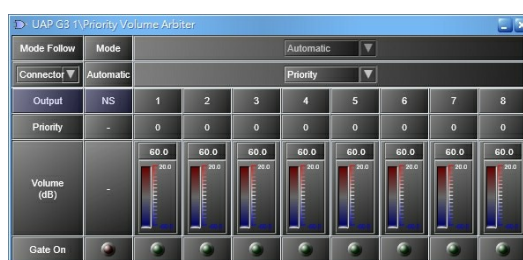 UAP G3 1\Priority Volume Arbiter
Mode Follow Mode Automatic
Connector Automatic Priority
Output NS 1 2 3 4 5 6 7 8
Priority - 0 0 0 0 0 0 0 0
60.0 60.0 60.0 60.0 60.0 60.0 60.0 60.0
20.0 20.0 20.0 20.0 20.0 20.0 20.0 20.0
Volume
(dB) -
Gate On